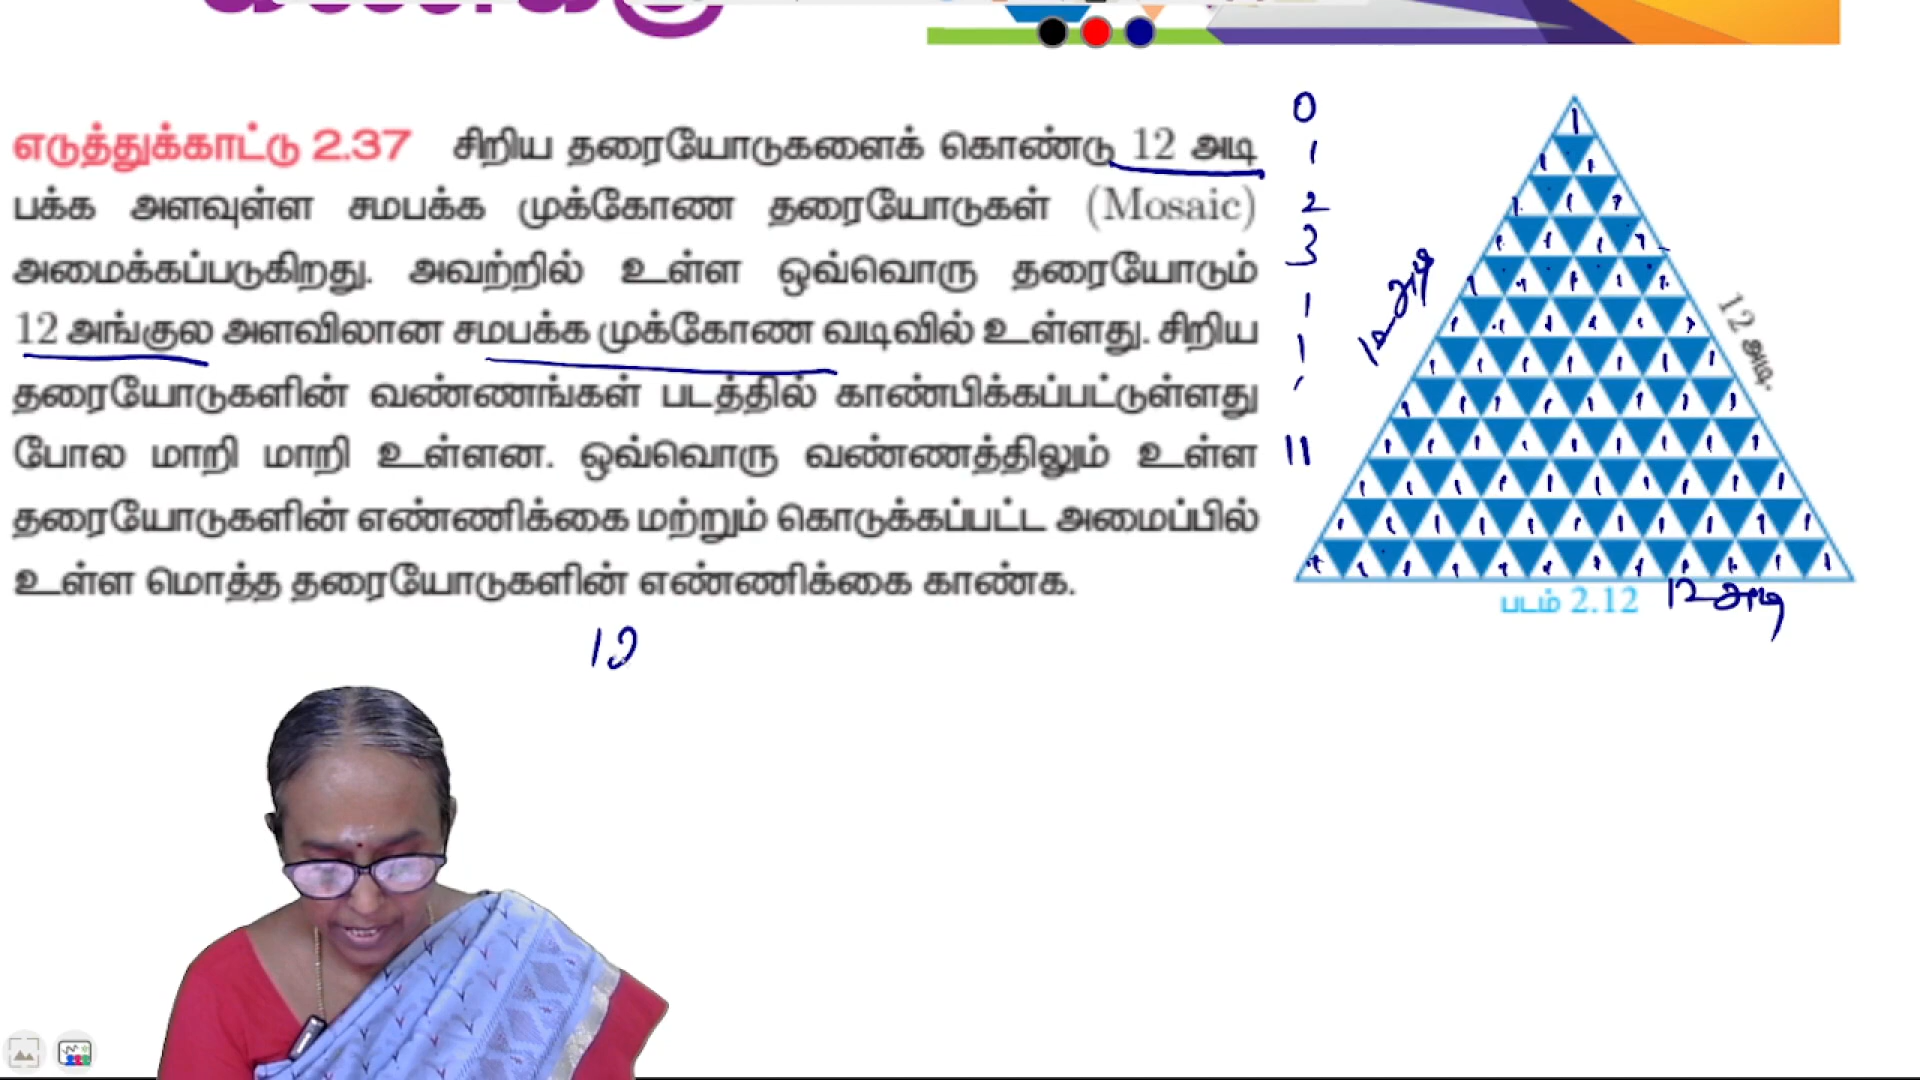 எடுத்துக்காட்டு 2.37 சிறிய தரையோடுகளைக் கொண்டு 12 அடி
பக்க அளவுள்ள சமபக்க முக்கோண தரையோடுகள் (Mosaic)
அமைக்கப்படுகிறது. அவற்றில் உள்ள ஒவ்வொரு தரையோடும்
12 அங்குல அளவிலான சமபக்க முக்கோண வடிவில் உள்ளது. சிறிய
தரையோடுகளின் வண்ணங்கள் படத்தில் காண்பிக்கப்பட்டுள்ளது
போல மாறி மாறி உள்ளன. ஒவ்வொரு வண்ணத்திலும் உள்ள
தரையோடுகளின் எண்ணிக்கை மற்றும் கொடுக்கப்பட்ட அமைப்பில்
உள்ள மொத்த தரையோடுகளின் எண்ணிக்கை காண்க.
0
1
2
3
11
12 அடி
12 அடி
படம் 2.12
12 அடி